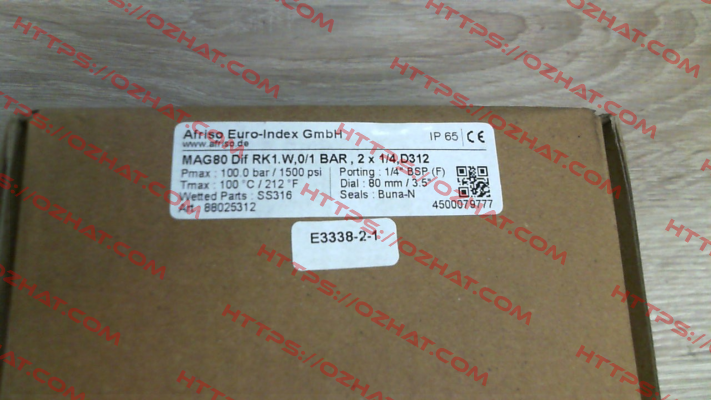 Afriso Euro-Index GmbH
www.afriso.de
IP 65 CE
MAG80 Dif RK1.W,0/1 BAR , 2 x 1/4,D312
Pmax : 100.0 bar / 1500 psi
Tmax : 100 °C / 212 °F
Wetted Parts : SS316
Art : 88025312
Porting : 1/4" BSP (F)
Dial : 80 mm / 3.5"
Seals : Buna-N
4500079777
E3338-2-1
HTTPS://OZHAT.COM